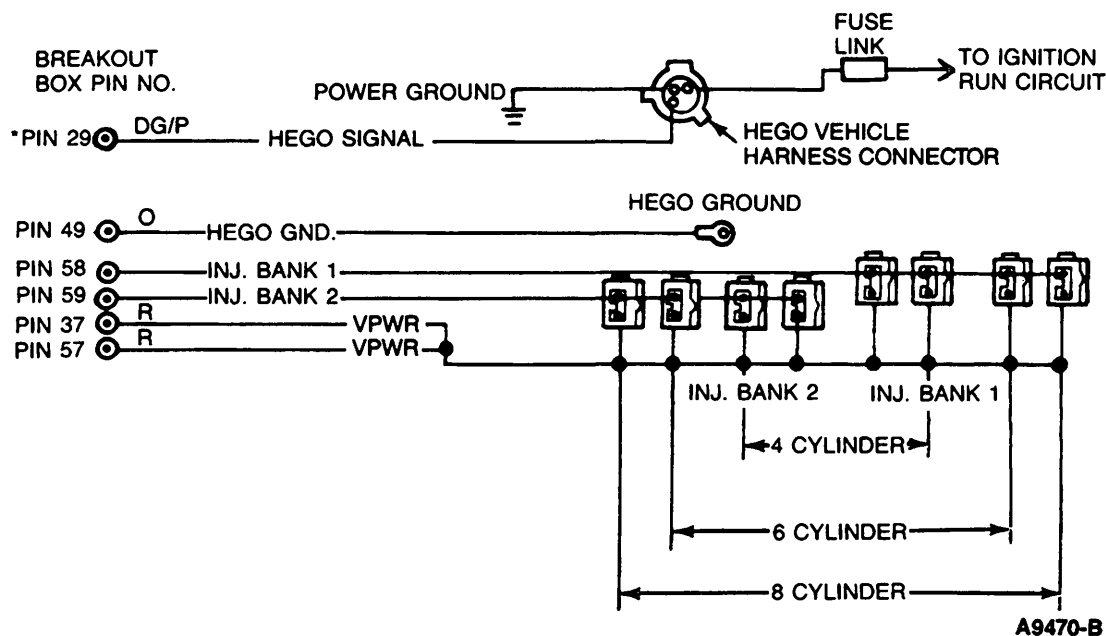 FUSE
LINK
TO IGNITION
RUN CIRCUIT
BREAKOUT
BOX PIN NO.
POWER GROUND
*PIN 29
DG/P
HEGO SIGNAL
HEGO VEHICLE
HARNESS CONNECTOR
HEGO GROUND
PIN 49
O
HEGO GND.
PIN 58
INJ. BANK 1
PIN 59
INJ. BANK 2
PIN 37
R
VPWR
PIN 57
R
VPWR
INJ. BANK 2
INJ. BANK 1
4 CYLINDER
6 CYLINDER
8 CYLINDER
A9470-B